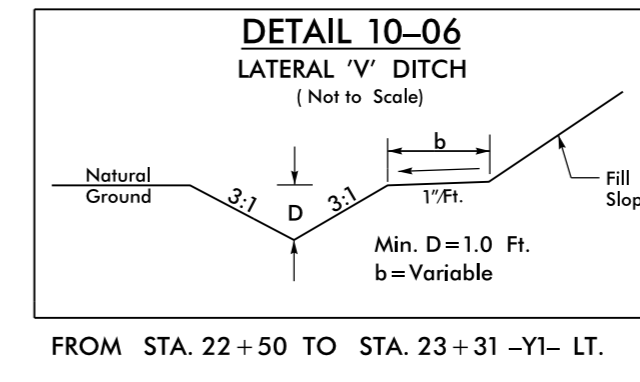 DETAIL 10–06
LATERAL 'V' DITCH
( Not to Scale)
b
Natural
Ground
3:1
D
3:1
1"/Ft.
Fill
Slop
Min. D = 1.0 Ft.
b = Variable
FROM STA. 22 + 50 TO STA. 23 + 31 –Y1– LT.